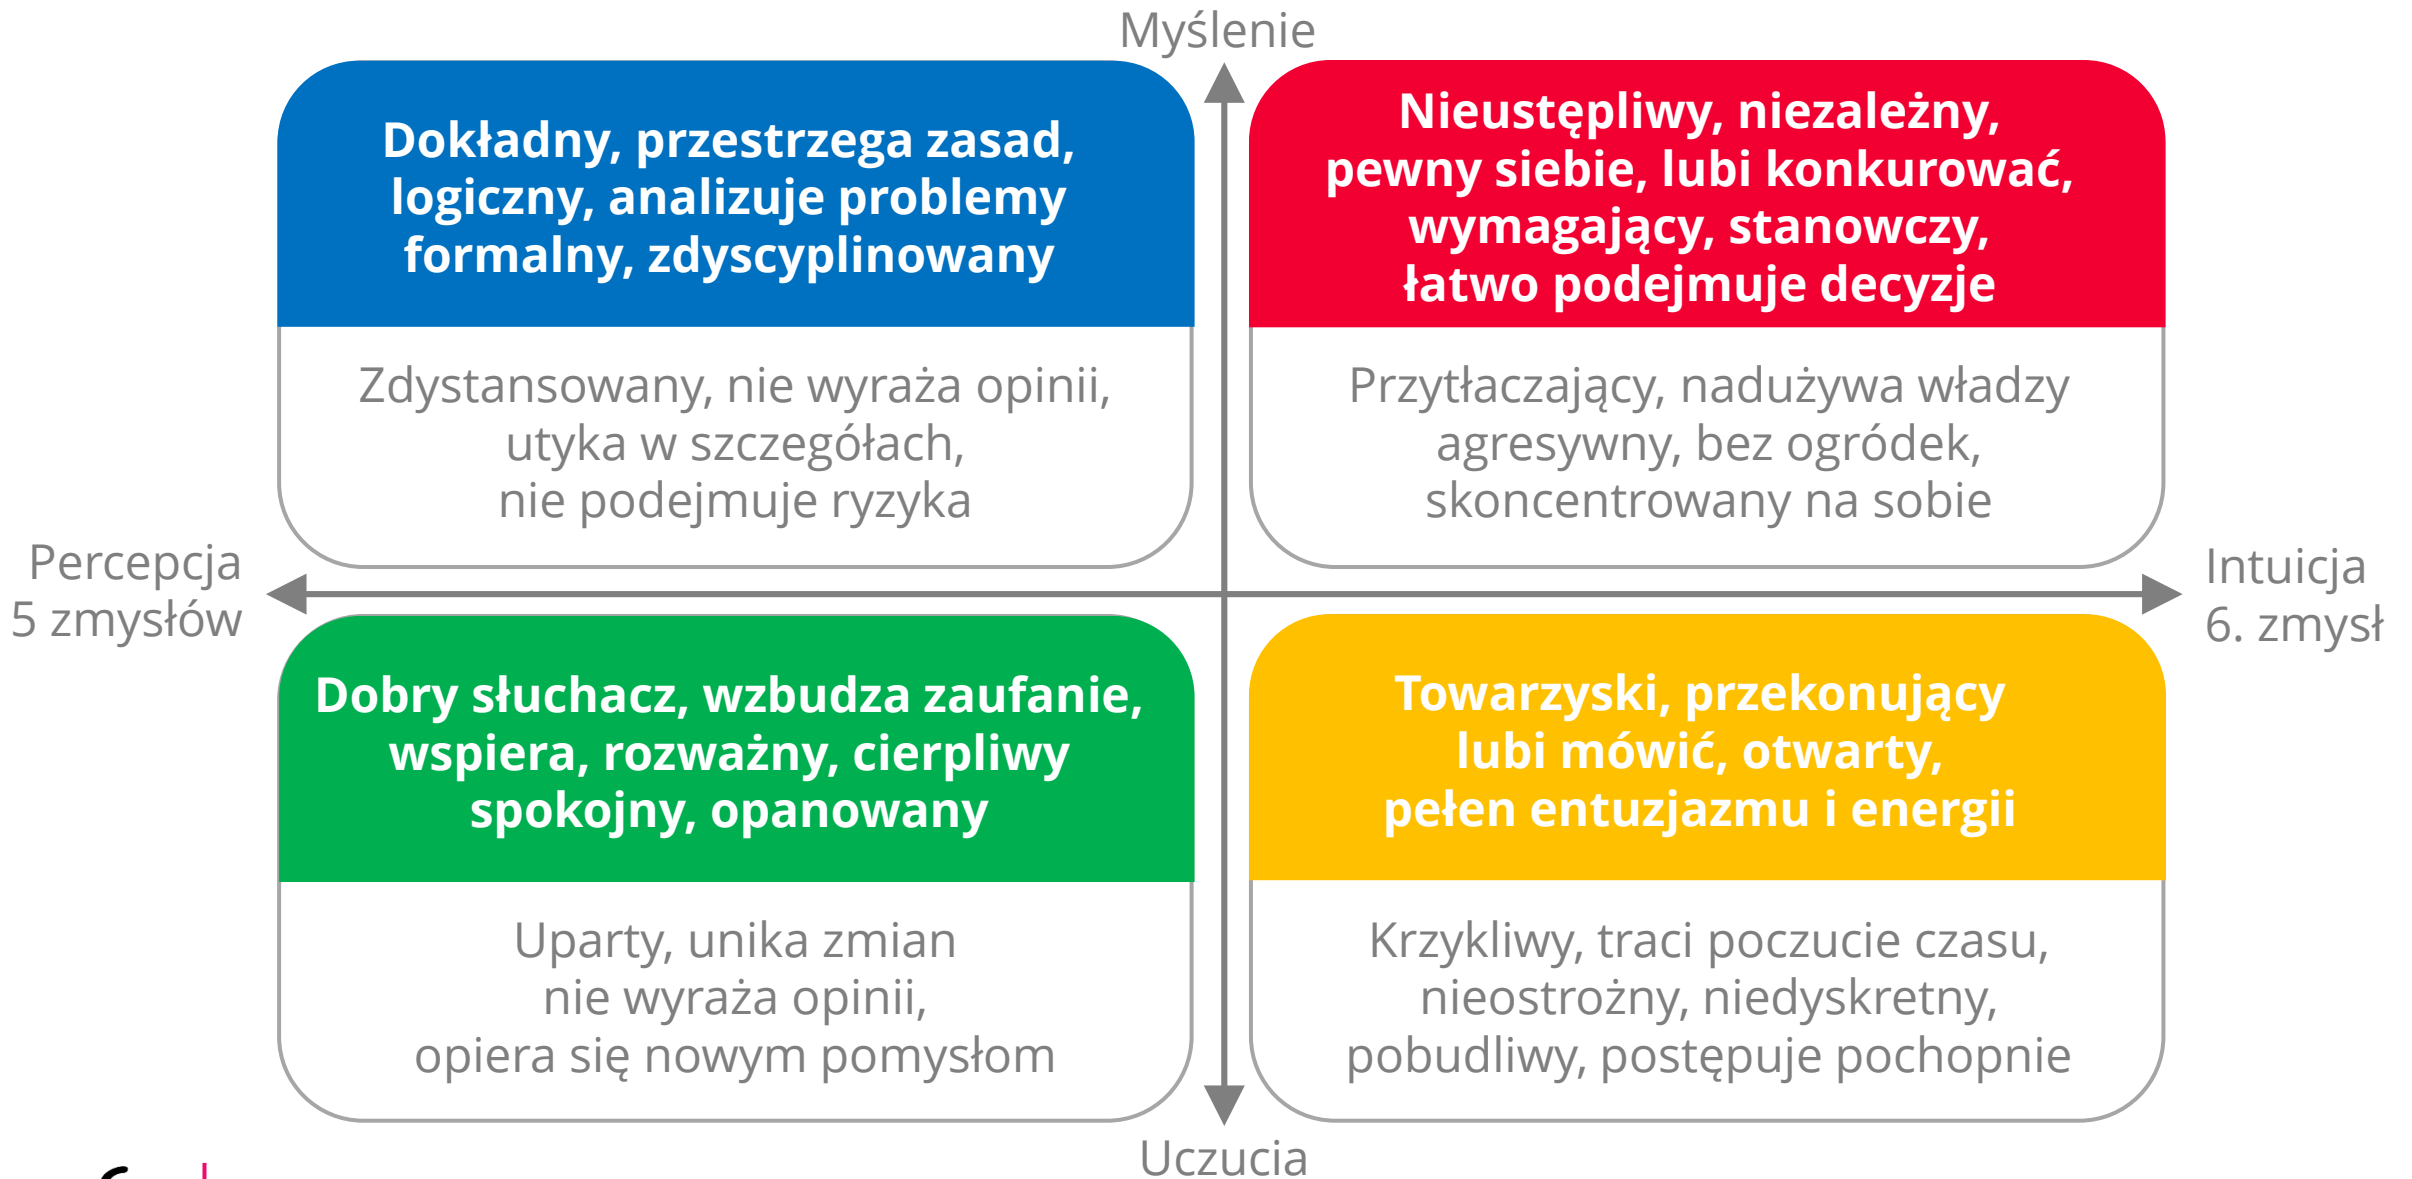 Myślenie
Dokładny, przestrzega zasad,
logiczny, analizuje problemy
formalny, zdyscyplinowany
Zdystansowany, nie wyraża opinii,
utyka w szczegółach,
nie podejmuje ryzyka
Nieustępliwy, niezależny,
pewny siebie, lubi konkurować,
wymagający, stanowczy,
łatwo podejmuje decyzje
Przytłaczający, nadużywa władzy
agresywny, bez ogródek,
skoncentrowany na sobie
Percepcja
5 zmysłów
Intuicja
6. zmysł
Dobry słuchacz, wzbudza zaufanie,
wspiera, rozważny, cierpliwy
spokojny, opanowany
Uparty, unika zmian
nie wyraża opinii,
opiera się nowym pomysłom
Towarzyski, przekonujący
lubi mówić, otwarty,
pełen entuzjazmu i energii
Krzykliwy, traci poczucie czasu,
nieostrożny, niedyskretny,
pobudliwy, postępuje pochopnie
Uczucia